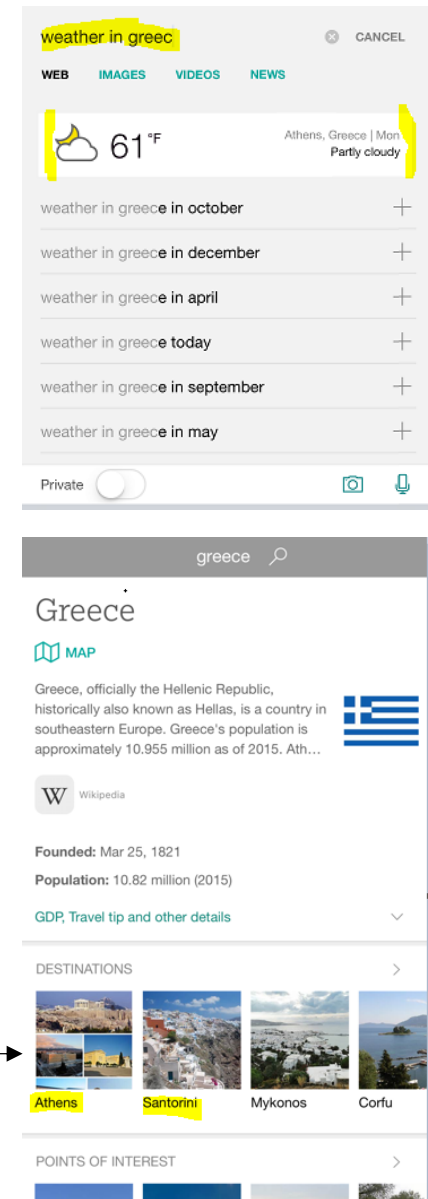 weather in greec
CANCEL
WEB IMAGES VIDEOS NEWS
61°F
Athens, Greece | Mon
Partly cloudy
weather in greece in october
weather in greece in december
weather in greece in april
weather in greece today
weather in greece in september
weather in greece in may
Private
greece
Greece
MAP
Greece, officially the Hellenic Republic,
historically also known as Hellas, is a country in
southeastern Europe. Greece's population is
approximately 10.955 million as of 2015. Ath...
W Wikipedia
Founded: Mar 25, 1821
Population: 10.82 million (2015)
GDP, Travel tip and other details
DESTINATIONS
Athens Santorini Mykonos Corfu
POINTS OF INTEREST